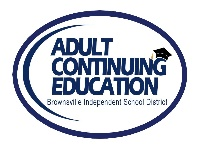 ADULT
CONTINUING
EDUCATION
Brownsville Independent School District